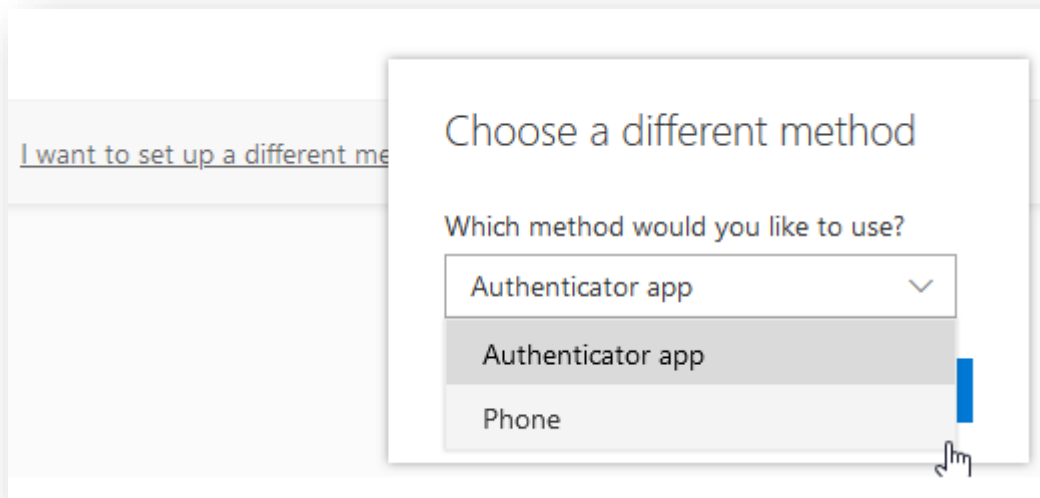 Choose a different method
I want to set up a different me
Which method would you like to use?
Authenticator app
Authenticator app
Phone